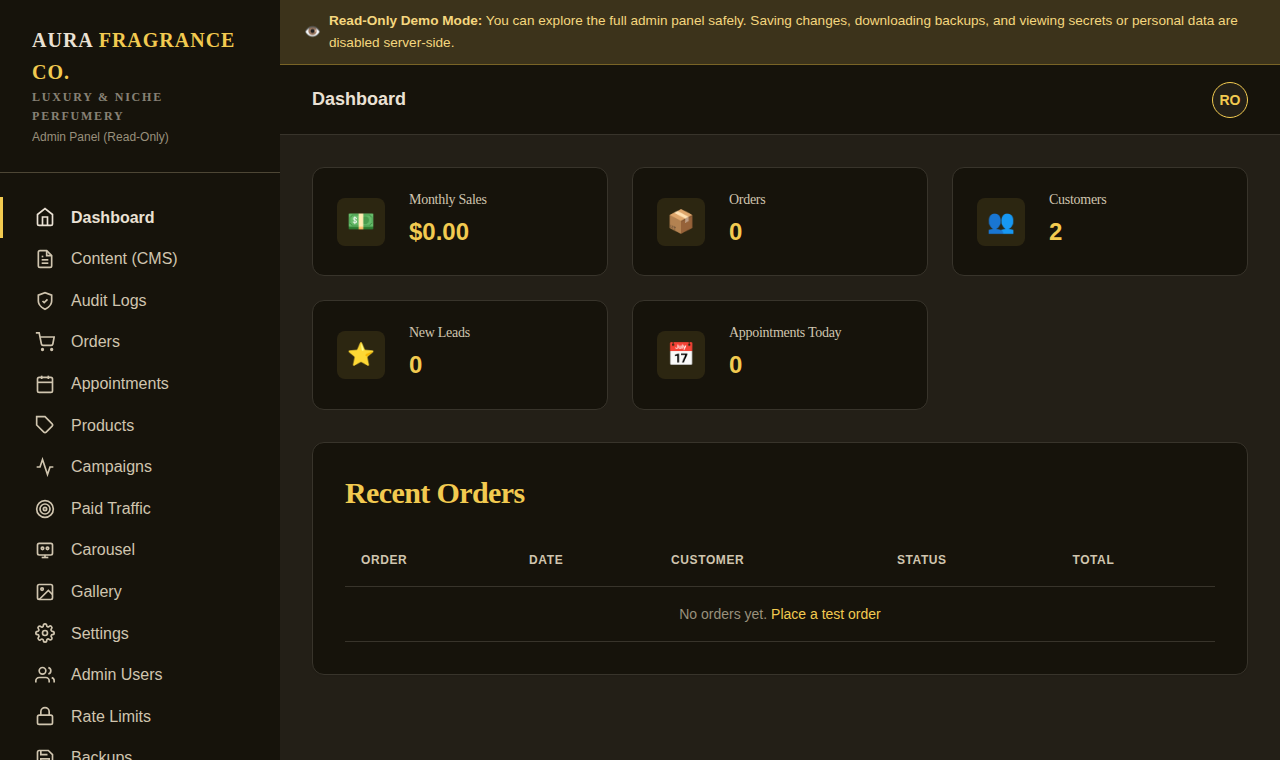 AURA FRAGRANCE
CO.
LUXURY & NICHE
PERFUMERY
Admin Panel (Read-Only)
Dashboard
Content (CMS)
Audit Logs
Orders
Appointments
Products
Campaigns
Paid Traffic
Carousel
Gallery
Settings
Admin Users
Rate Limits
Backups
Read-Only Demo Mode: You can explore the full admin panel safely. Saving changes, downloading backups, and viewing secrets or personal data are
disabled server-side.
Dashboard
RO
Monthly Sales
$0.00
Orders
0
Customers
2
New Leads
0
July
17
Appointments Today
0
Recent Orders
ORDER DATE CUSTOMER STATUS TOTAL
No orders yet. Place a test order